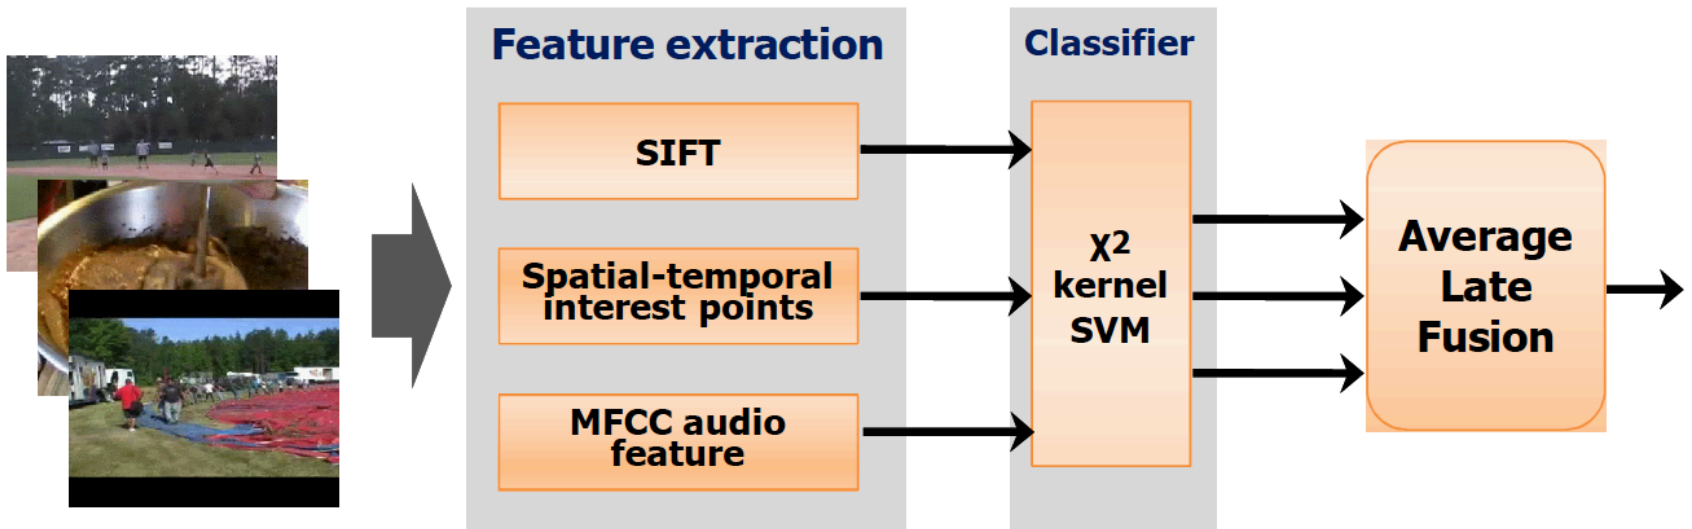 Feature extraction
Classifier
SIFT
Spatial-temporal
interest points
MFCC audio
feature
χ2
kernel
SVM
Average
Late
Fusion